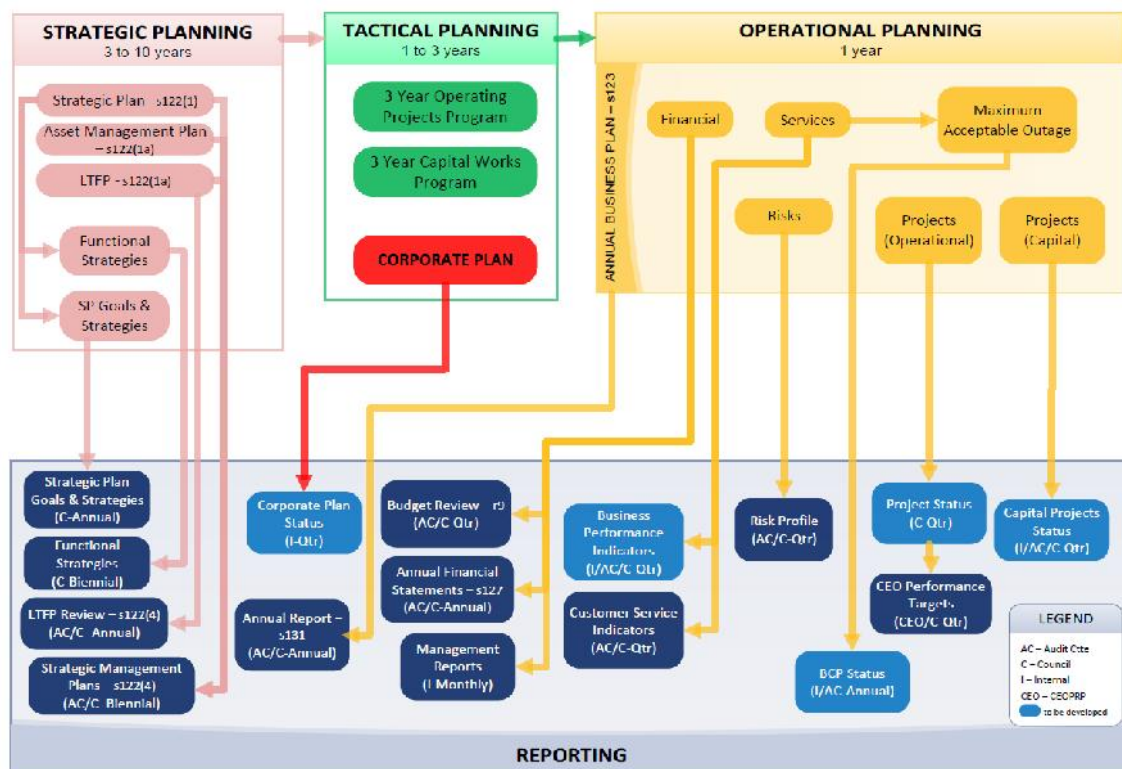 STRATEGIC PLANNING
3 to 10 years
Strategic Plan - s122(1)
Asset Management Plan
– s122(1a)
LTFP – s122(1a)
Functional
Strategies
SP Goals &
Strategies
TACTICAL PLANNING
1 to 3 years
3 Year Operating
Projects Program
3 Year Capital Works
Program
CORPORATE PLAN
OPERATIONAL PLANNING
1 year
ANNUAL BUSINESS PLAN – s123
Financial
Services
Maximum
Acceptable Outage
Risks
Projects
(Operational)
Projects
(Capital)
Strategic Plan
Goals & Strategies
(C-Annual)
Functional
Strategies
(C Biennial)
LTFP Review – s122(4)
(AC/C Annual)
Strategic Management
Plans – s122(4)
(AC/C Biennial)
Corporate Plan
Status
(I-Qtr)
Annual Report –
s131
(AC/C-Annual)
Budget Review – r9
(AC/C Qtr)
Annual Financial
Statements – s127
(AC/C-Annual)
Management
Reports
(I Monthly)
Business
Performance
Indicators
(I/AC/C Qtr)
Customer Service
Indicators
(AC/C-Qtr)
Risk Profile
(AC/C-Qtr)
BCP Status
(I/AC Annual)
Project Status
(C Qtr)
CEO Performance
Targets
(CEO/C Qtr)
Capital Projects
Status
(I/AC/C Qtr)
LEGEND
AC – Audit Ctte
C – Council
I – Internal
CEO – CEOPRP
to be developed
REPORTING